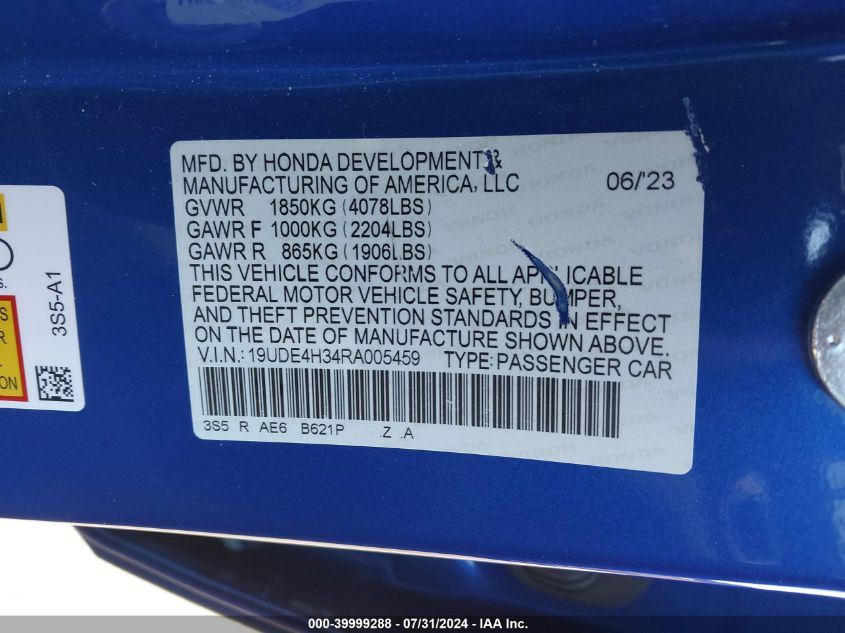 MFD. BY HONDA DEVELOPMENT &
MANUFACTURING OF AMERICA, LLC 06/'23
GVWR 1850KG (4078LBS)
GAWR F 1000KG (2204LBS)
GAWR R 865KG (1906LBS)
THIS VEHICLE CONFORMS TO ALL APPLICABLE
FEDERAL MOTOR VEHICLE SAFETY, BUMPER,
AND THEFT PREVENTION STANDARDS IN EFFECT
ON THE DATE OF MANUFACTURE SHOWN ABOVE.
V.I.N.: 19UDE4H34RA005459 TYPE: PASSENGER CAR
3S5 R AE6 B621P .Z .A
3S5-A1
000-39999288 - 07/31/2024 - IAA Inc.